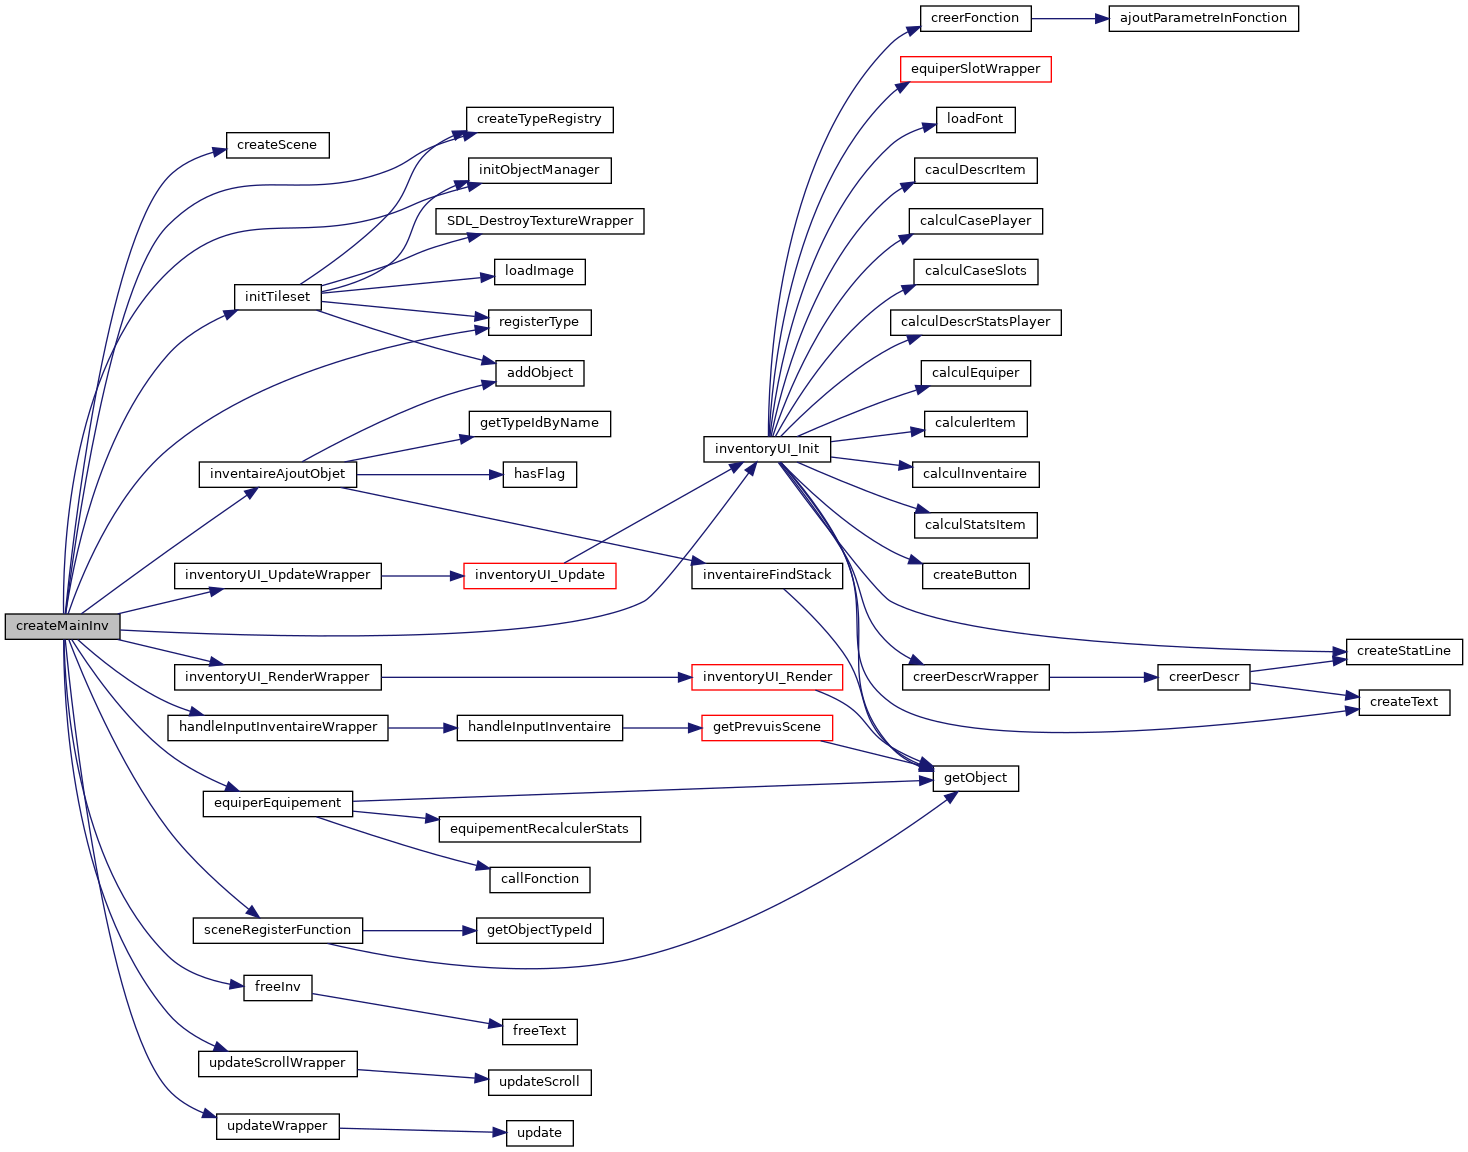 creerFonction
ajoutParametreInFonction
equiperSlotWrapper
createTypeRegistry
loadFont
createScene
initObjectManager
caculDescrItem
SDL_DestroyTextureWrapper
calculCasePlayer
loadImage
calculCaseSlots
initTileset
registerType
calculDescrStatsPlayer
addObject
calculEquiper
getTypeIdByName
calculerItem
inventoryUI_Init
inventaireAjoutObjet
hasFlag
calculInventaire
calculStatsItem
inventoryUI_UpdateWrapper
inventoryUI_Update
inventaireFindStack
createButton
createMainInv
createStatLine
inventoryUI_RenderWrapper
inventoryUI_Render
creerDescrWrapper
creerDescr
createText
handleInputInventaireWrapper
handleInputInventaire
getPrevuisScene
getObject
equiperEquipement
equipementRecalculerStats
callFonction
sceneRegisterFunction
getObjectTypeId
freeInv
freeText
updateScrollWrapper
updateScroll
updateWrapper
update